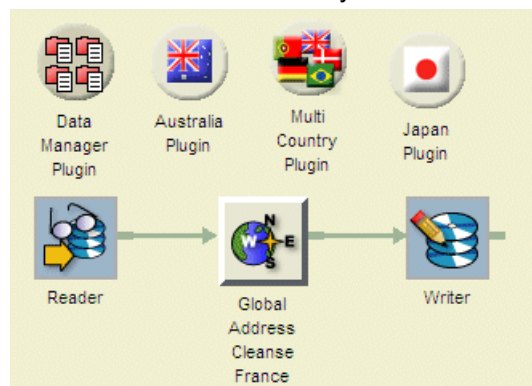 Data
Manager
Plugin
Australia
Plugin
Multi
Country
Plugin
Japan
Plugin
Reader
Global
Address
Cleanse
France
Writer
N
W
E
S